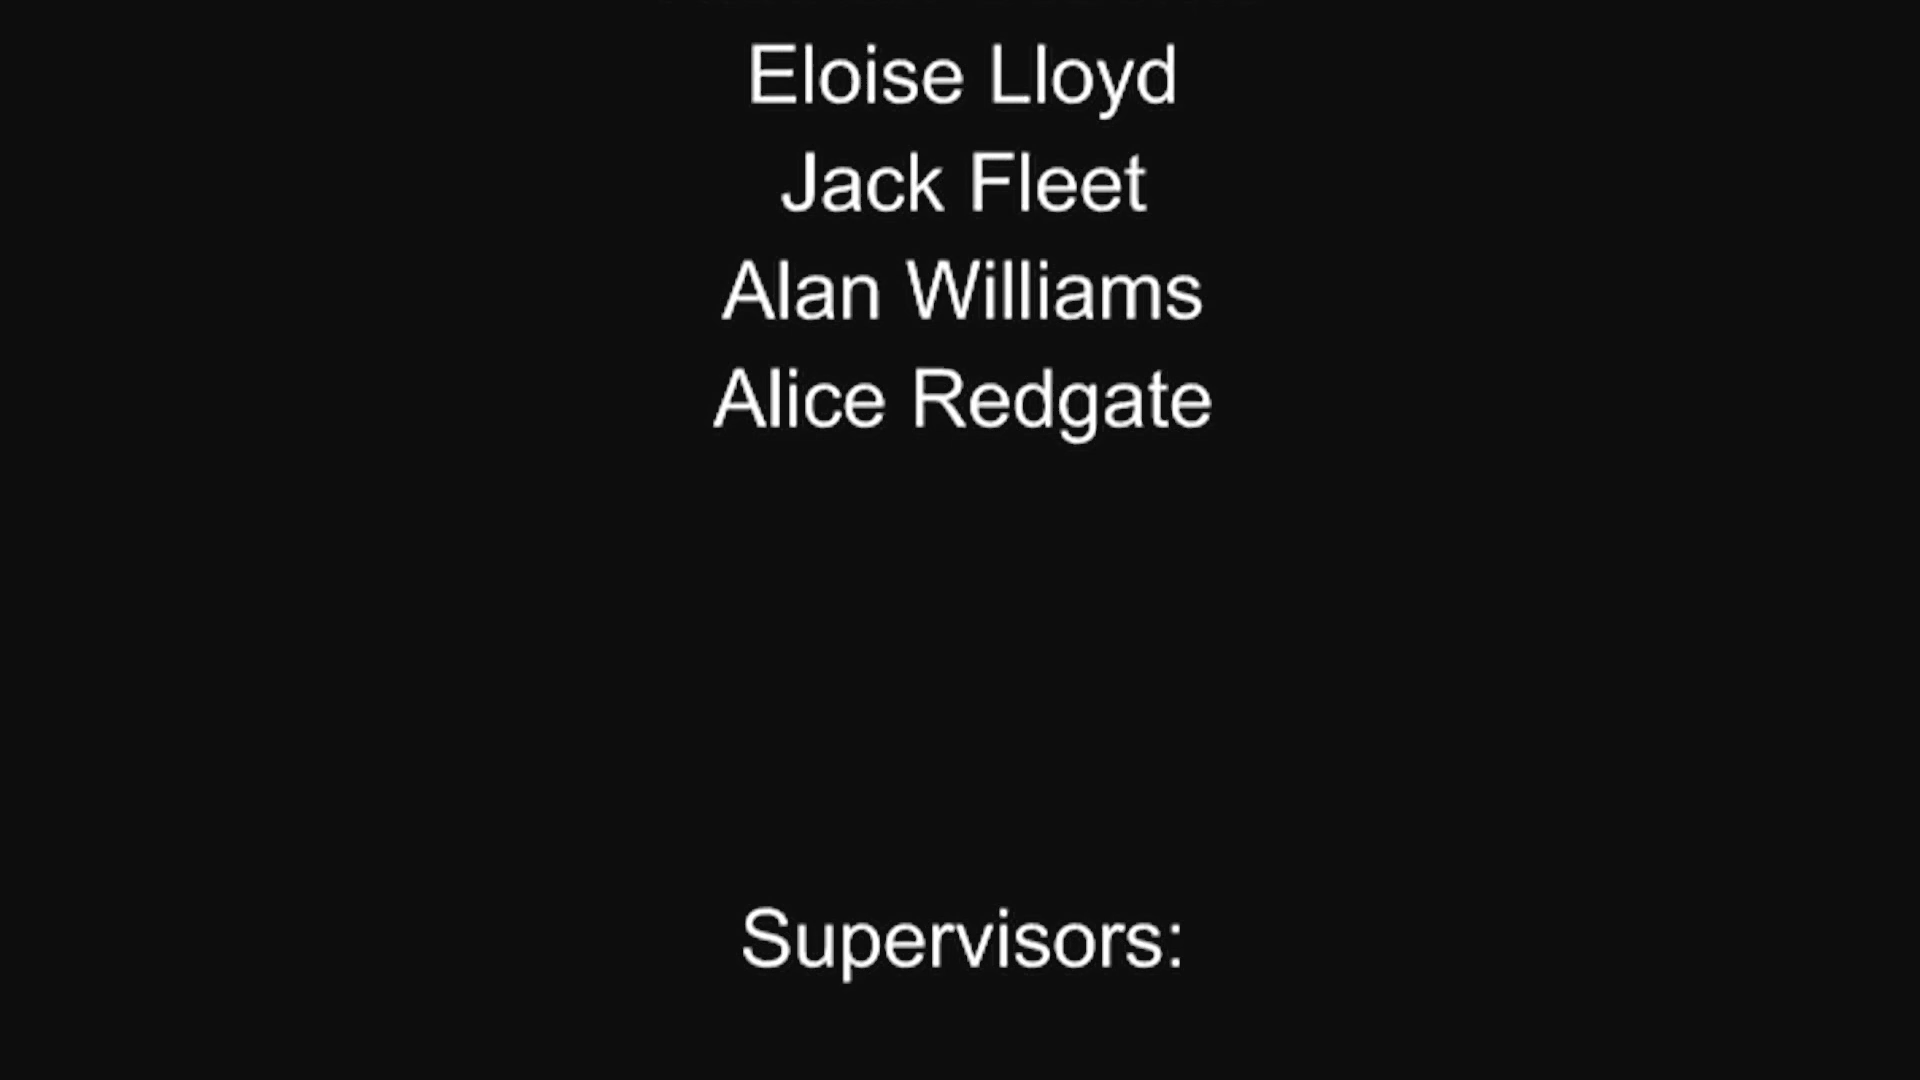 Eloise Lloyd
Jack Fleet
Alan Williams
Alice Redgate
Supervisors: